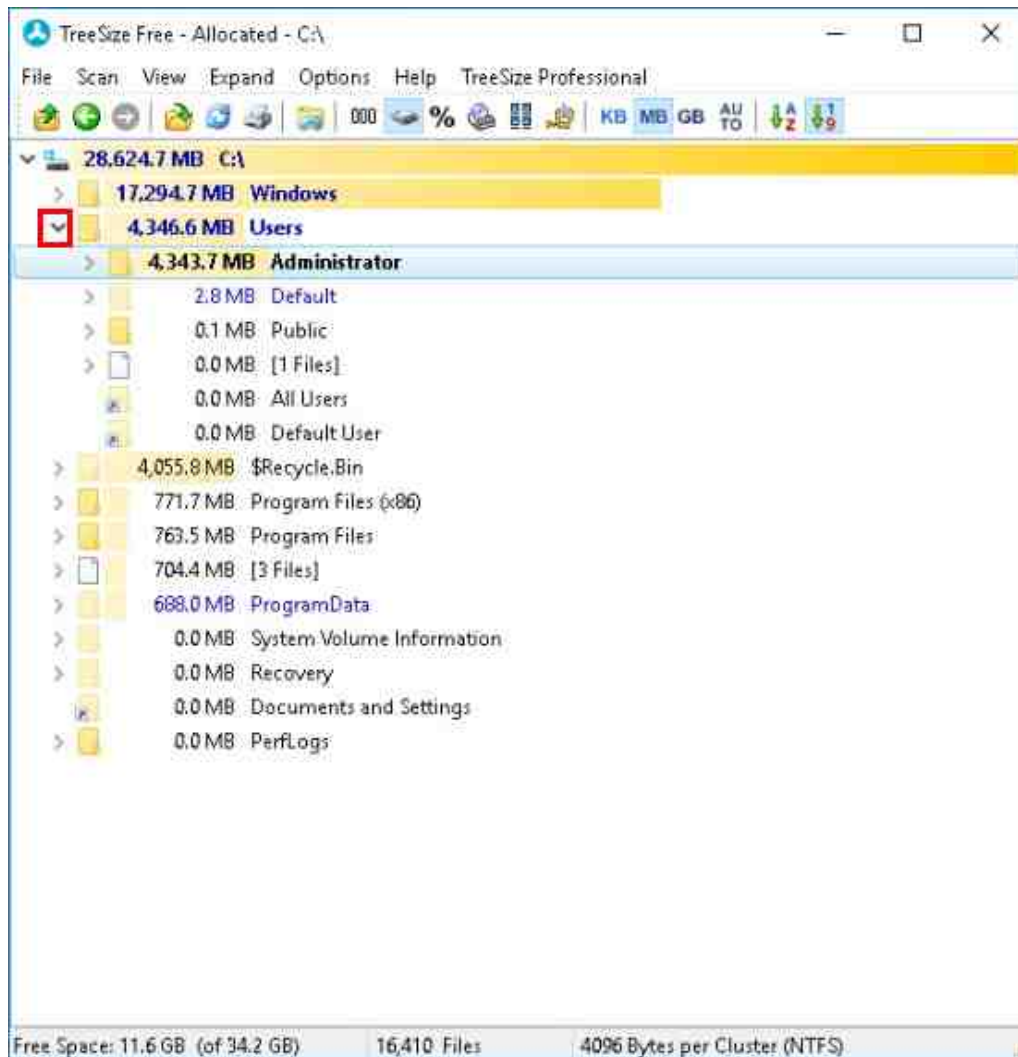 TreeSize Free - Allocated - C:\
File Scan View Expand Options Help TreeSize Professional
000 % KB MB GB AU TO A Z 1 9
28.624.7 MB C:\
17,294.7 MB Windows
4,346.6 MB Users
4,343.7 MB Administrator
2.8 MB Default
0.1 MB Public
0.0 MB [1 Files]
0.0 MB All Users
0.0 MB Default User
4,055.8 MB $Recycle.Bin
771.7 MB Program Files (x86)
763.5 MB Program Files
704.4 MB [3 Files]
688.0 MB ProgramData
0.0 MB System Volume Information
0.0 MB Recovery
0.0 MB Documents and Settings
0.0 MB PerfLogs
Free Space: 11.6 GB (of 34.2 GB) 16,410 Files 4096 Bytes per Cluster (NTFS)